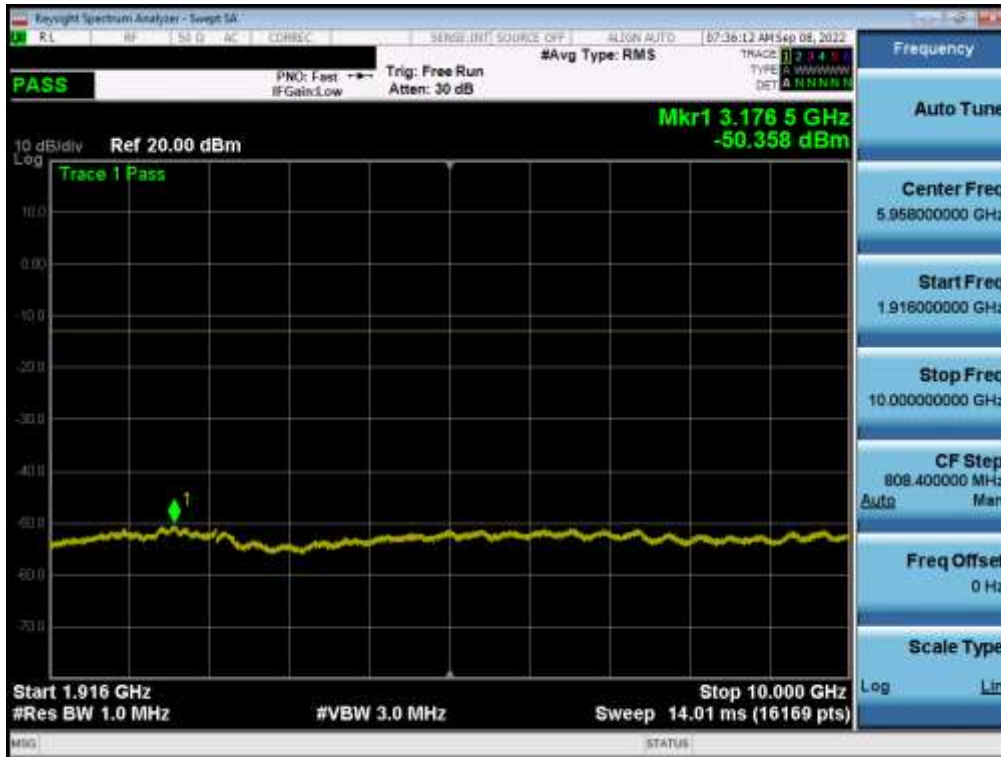 Keysight Spectrum Analyzer - Swept SA
RL RF 50 Ω AC CORREC SENSE:INT SOURCE OFF ALIGN AUTO 07:36:12 AM Sep 08, 2022
#Avg Type: RMS
TRACE 1 2 3 4 5 6
TYPE A WWWWW
DET A N N N N N
PASS
PNO: Fast
IFGain:Low
Trig: Free Run
Atten: 30 dB
Mkr1 3.176 5 GHz
-50.358 dBm
10 dB/div
Log
Ref 20.00 dBm
Trace 1 Pass
10.0
0.00
-10.0
-20.0
-30.0
-40.0
1
-50.0
-60.0
-70.0
Start 1.916 GHz
Stop 10.000 GHz
#Res BW 1.0 MHz
#VBW 3.0 MHz
Sweep 14.01 ms (16169 pts)
MSG
STATUS
Frequency
Auto Tune
Center Freq
5.958000000 GHz
Start Freq
1.916000000 GHz
Stop Freq
10.000000000 GHz
CF Step
808.400000 MHz
Auto Man
Freq Offset
0 Hz
Scale Type
Log Lin